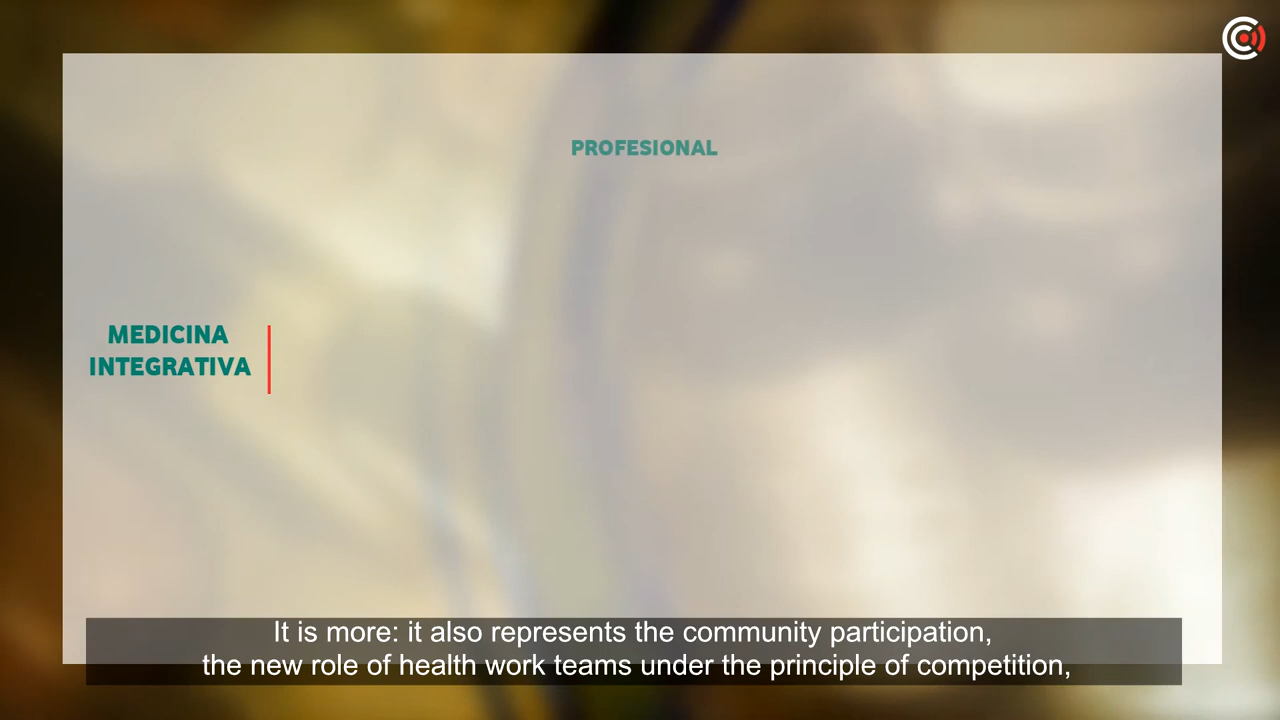 PROFESIONAL
MEDICINA
INTEGRATIVA
It is more: it also represents the community participation,
the new role of health work teams under the principle of competition,